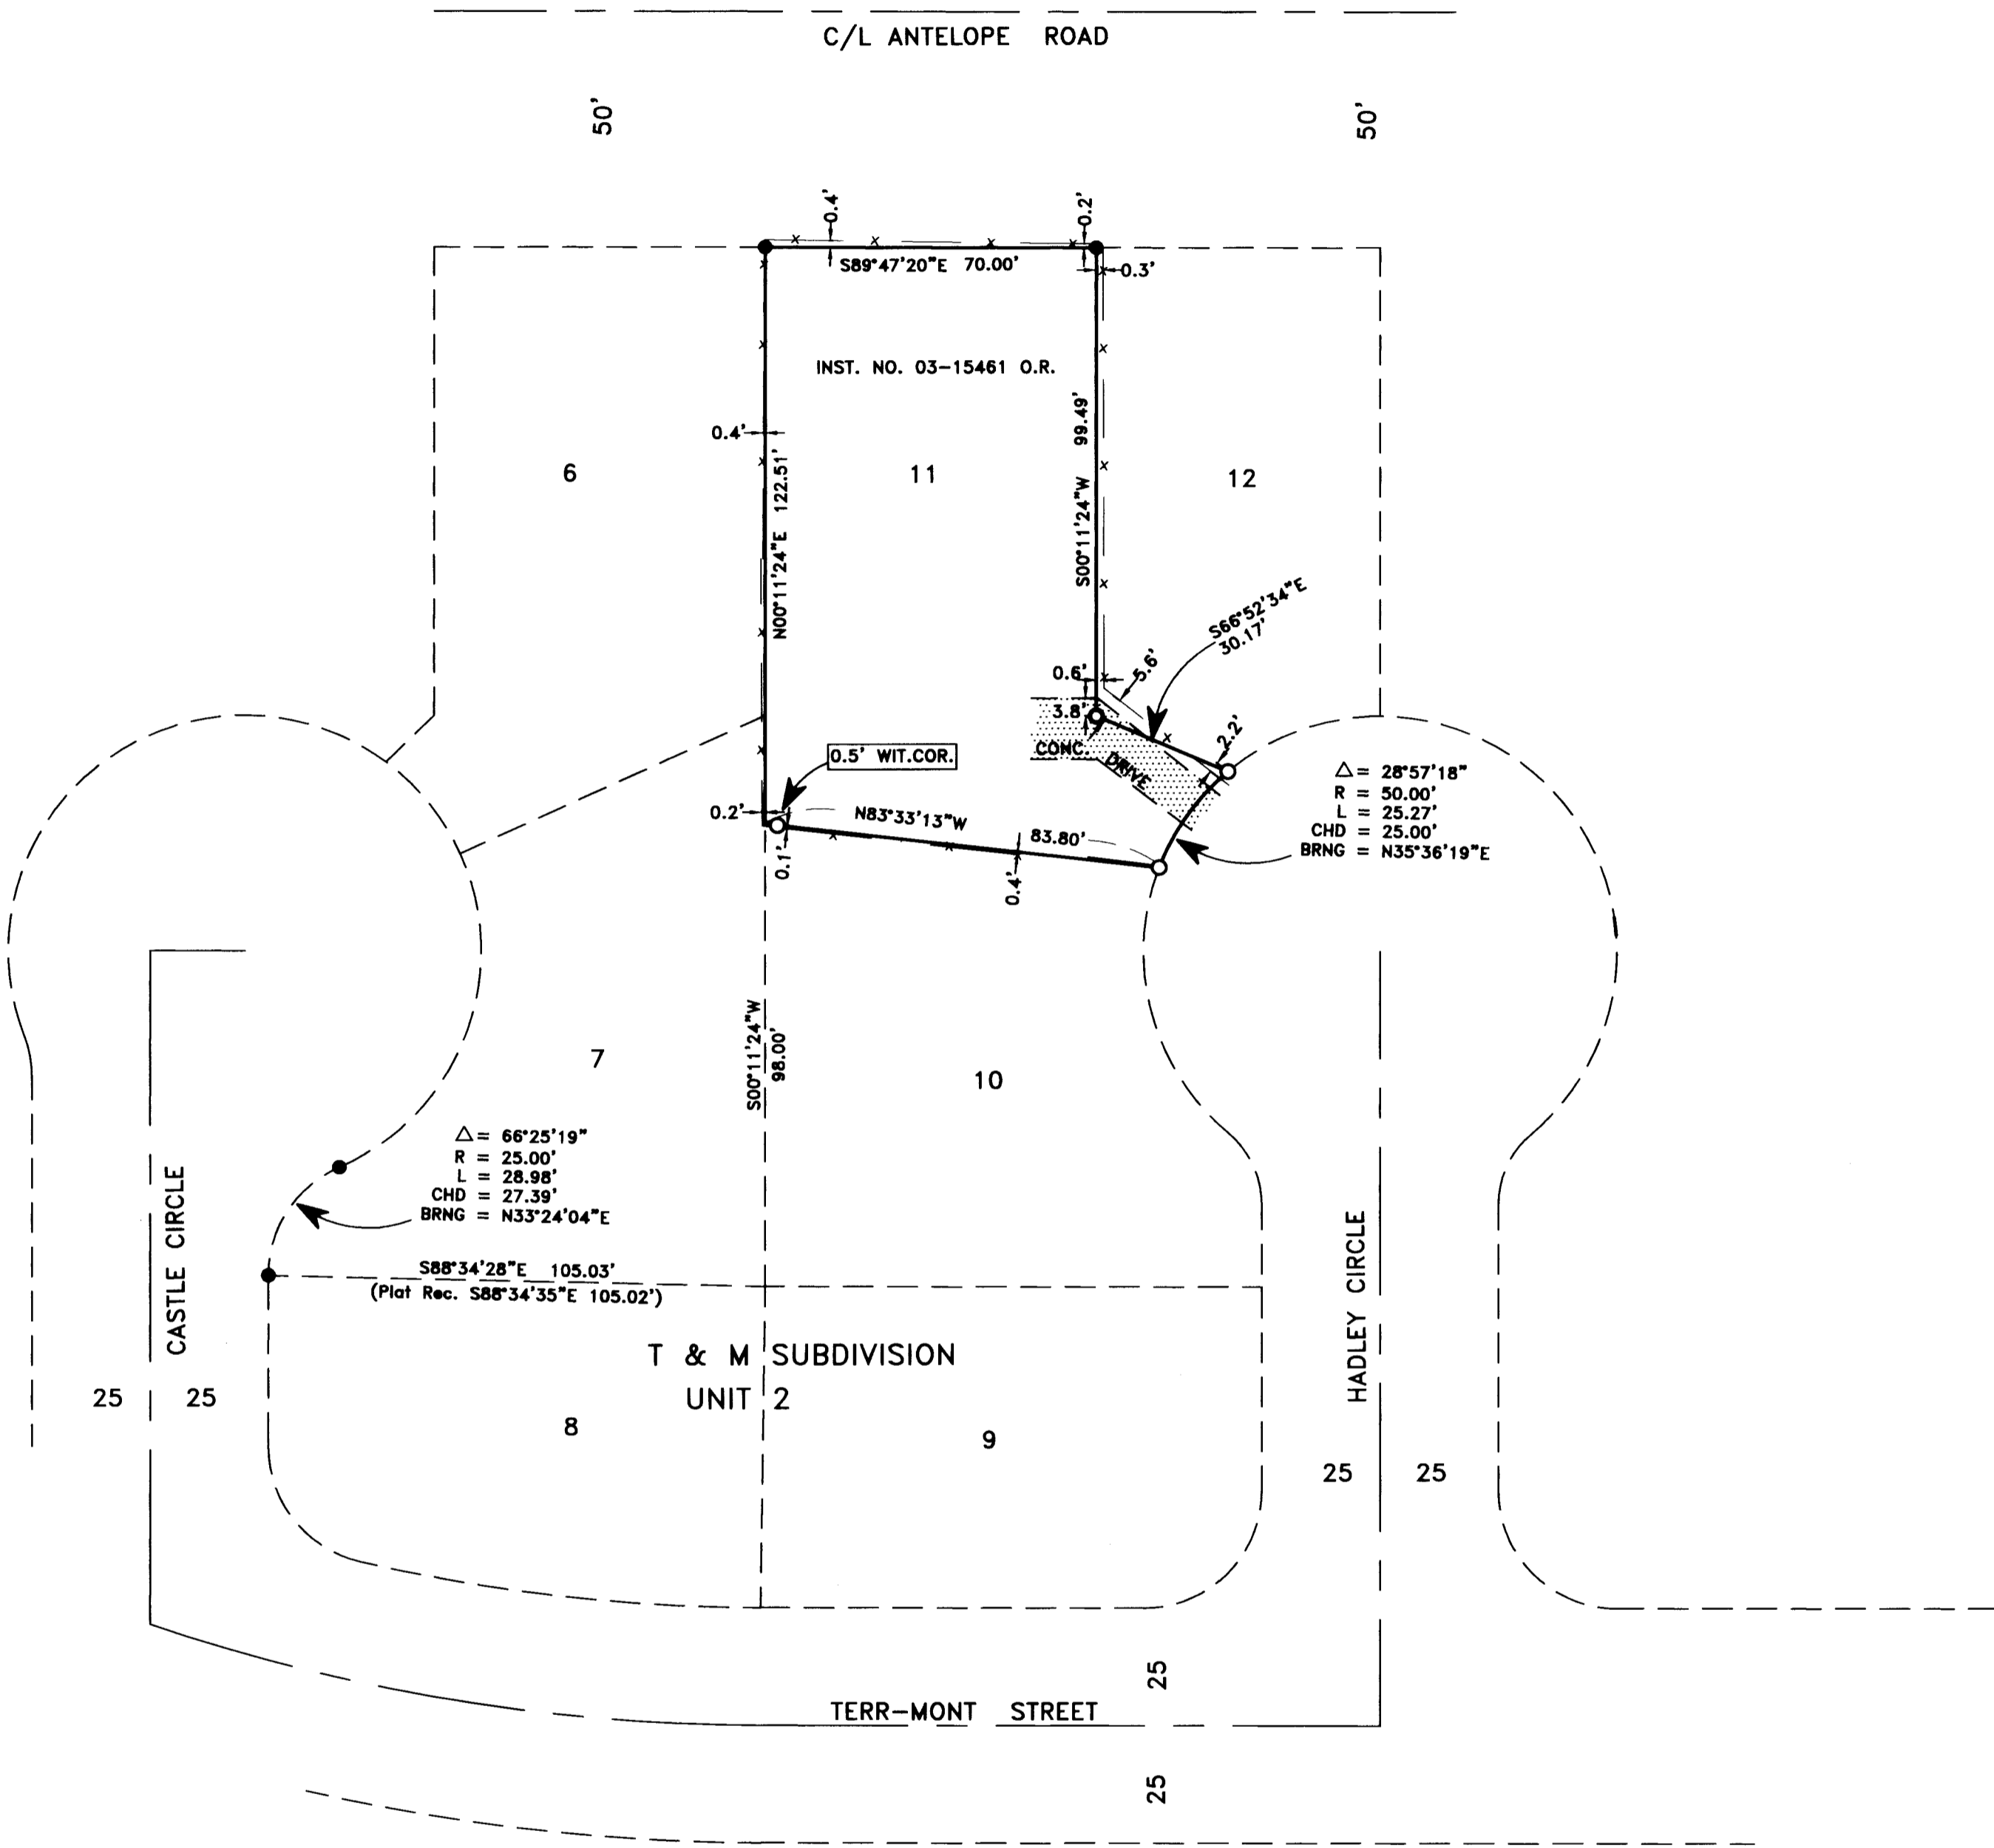 C/L ANTELOPE ROAD
50'
50'
0.4'
0.2'
S89°47'20"E 70.00'
0.3'
INST. NO. 03-15461 O.R.
0.4'
6
11
12
N00°11'24"E 122.51'
S00°11'24"W 99.49'
S66°52'34"E
30.17'
0.6'
5.6'
3.8'
2.2'
CONC.
DRIVE
0.5' WIT.COR.
0.2'
0.1'
N83°33'13"W
83.80'
0.4'
△= 28°57'18"
R = 50.00'
L = 25.27'
CHD = 25.00'
BRNG = N35°36'19"E
S00°11'24"W
98.00'
7
10
△= 66°25'19"
R = 25.00'
L = 28.98'
CHD = 27.39'
BRNG = N33°24'04"E
CASTLE CIRCLE
HADLEY CIRCLE
S88°34'28"E 105.03'
(Plat Rec. S88°34'35"E 105.02')
T & M SUBDIVISION
UNIT 2
25
25
8
9
25
25
25
TERR-MONT STREET
25